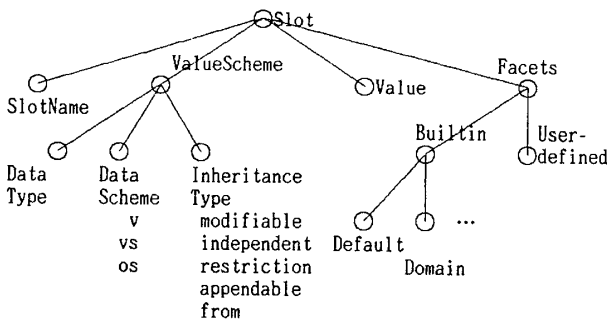 Slot
ValueScheme
Facets
SlotName
Value
Builtin
User-
defined
Data
Type
Data
Scheme
v
vs
os
Inheritance
Type
modifiable
independent
restriction
appendable
from
Default
Domain
...